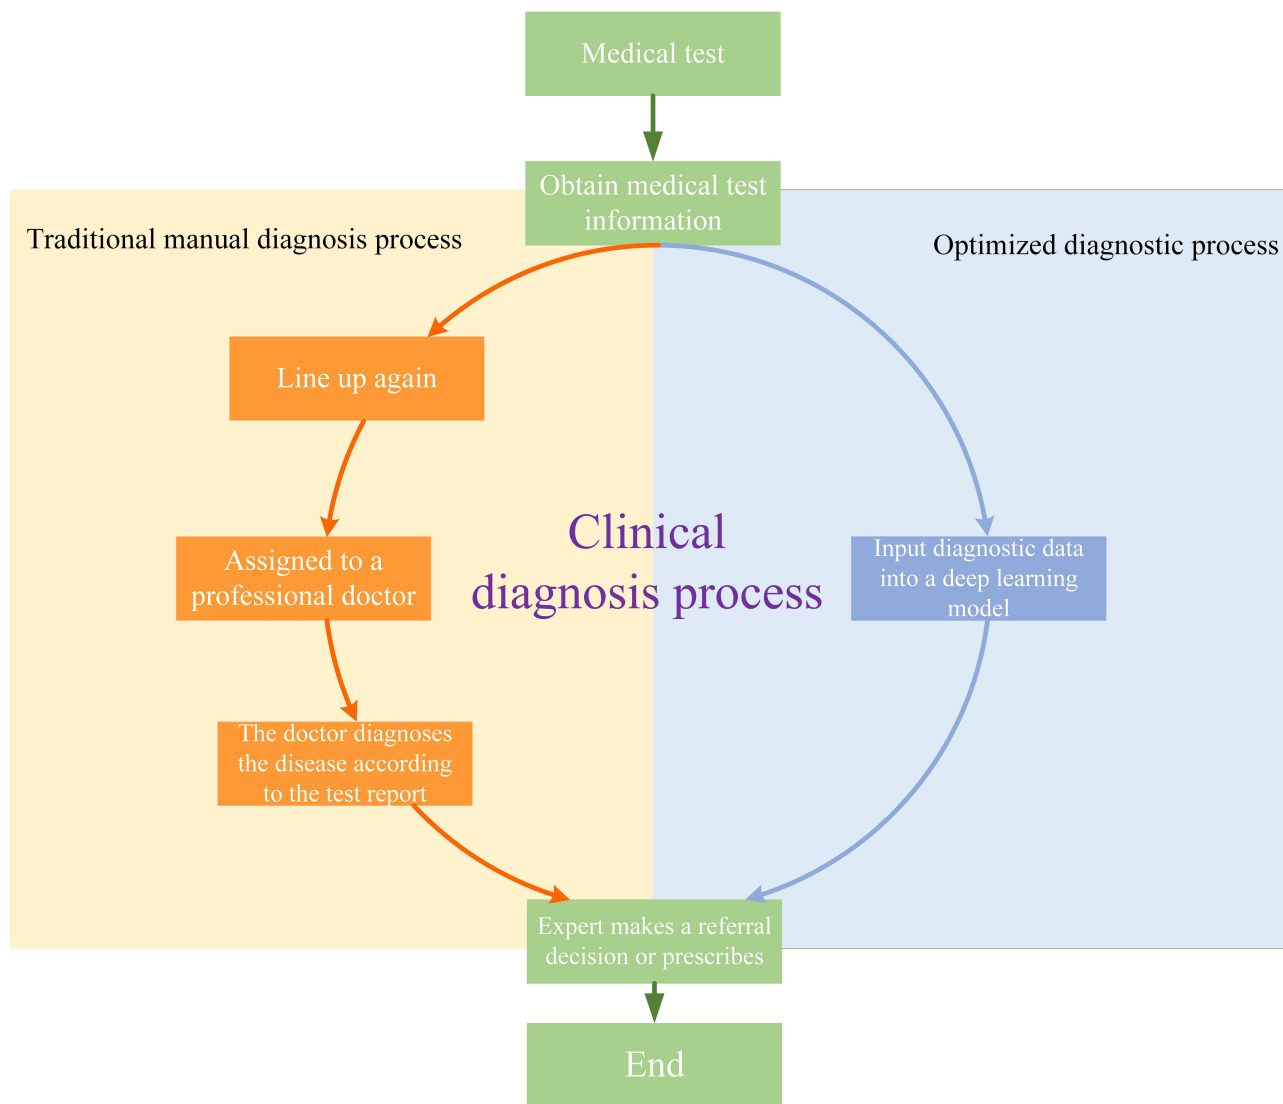 Medical test
Obtain medical test
information
Traditional manual diagnosis process
Optimized diagnostic process
Line up again
Clinical
diagnosis process
Assigned to a
professional doctor
Input diagnostic data
into a deep learning
model
The doctor diagnoses
the disease according
to the test report
Expert makes a referral
decision or prescribes
End